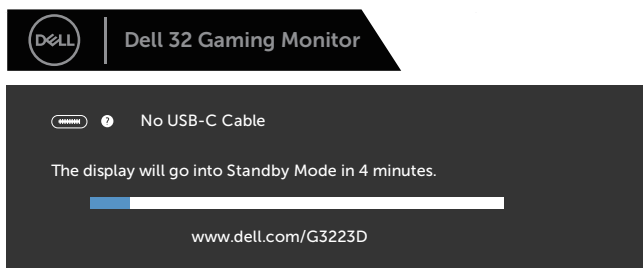 DELL
Dell 32 Gaming Monitor
? No USB-C Cable
The display will go into Standby Mode in 4 minutes.
www.dell.com/G3223D